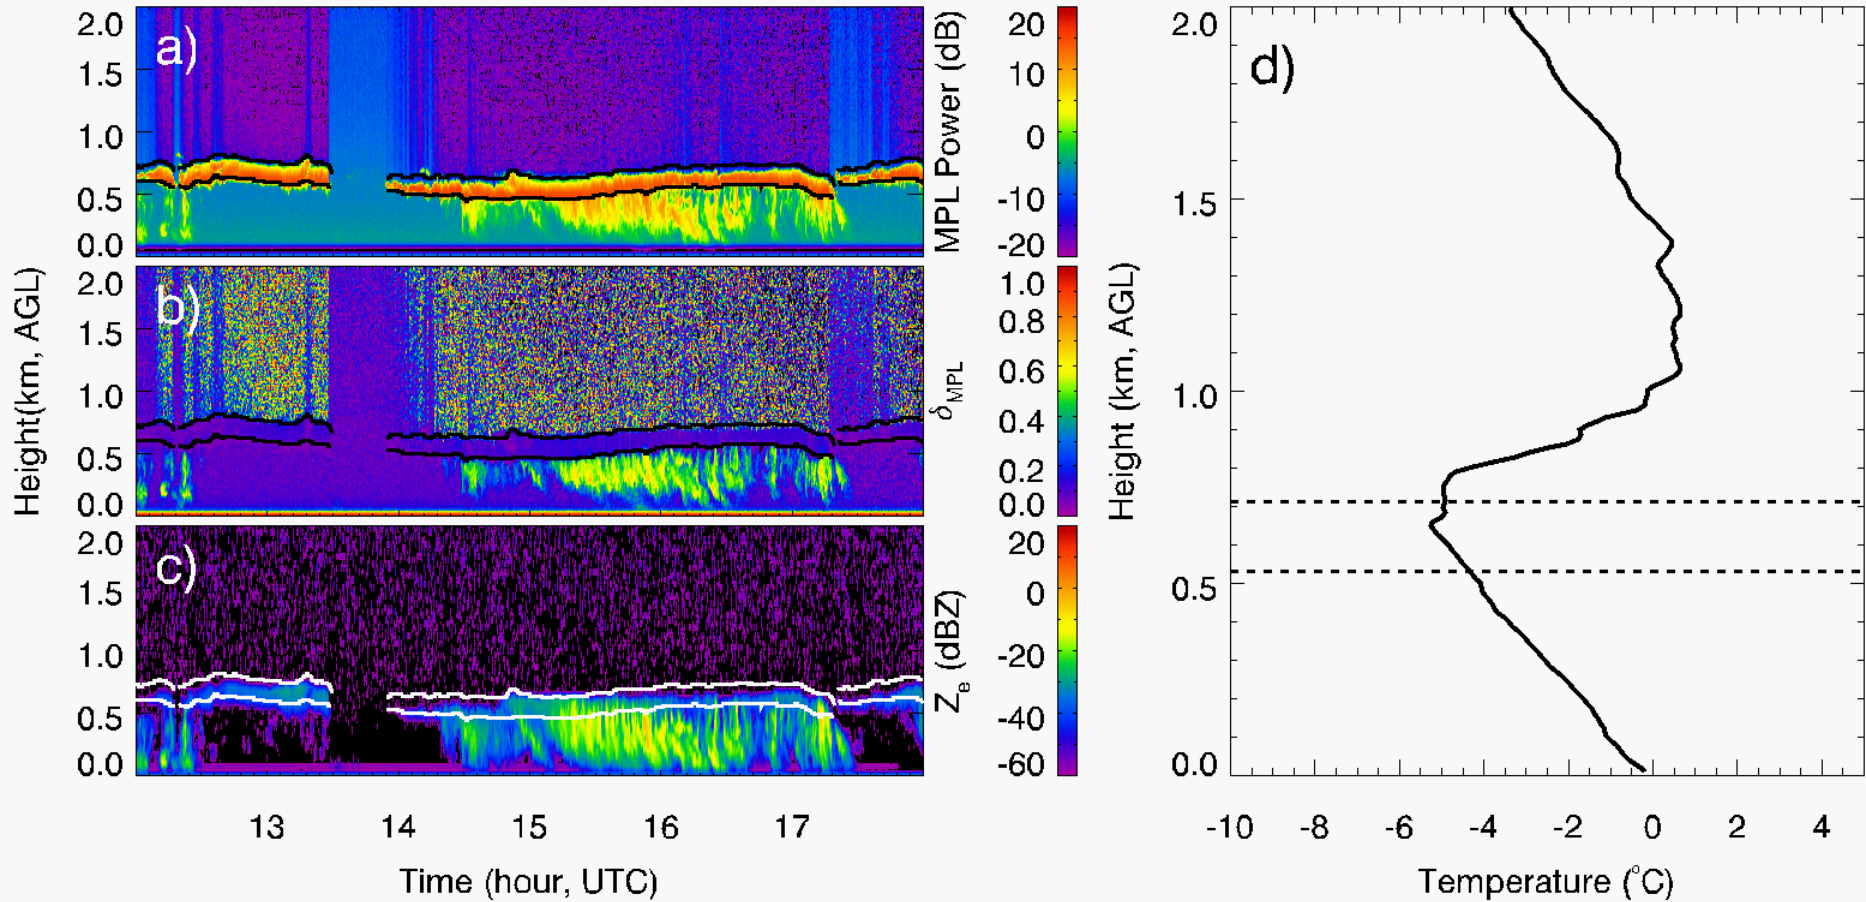 a)
2.0
1.5
1.0
0.5
0.0
MPL Power (dB)
20
10
0
-10
-20
b)
2.0
1.5
1.0
0.5
0.0
δMPL
1.0
0.8
0.6
0.4
0.2
0.0
c)
2.0
1.5
1.0
0.5
0.0
Ze (dBZ)
20
0
-20
-40
-60
Height(km, AGL)
13 14 15 16 17
Time (hour, UTC)
d)
2.0
1.5
1.0
0.5
0.0
Height (km, AGL)
-10 -8 -6 -4 -2 0 2 4
Temperature (°C)